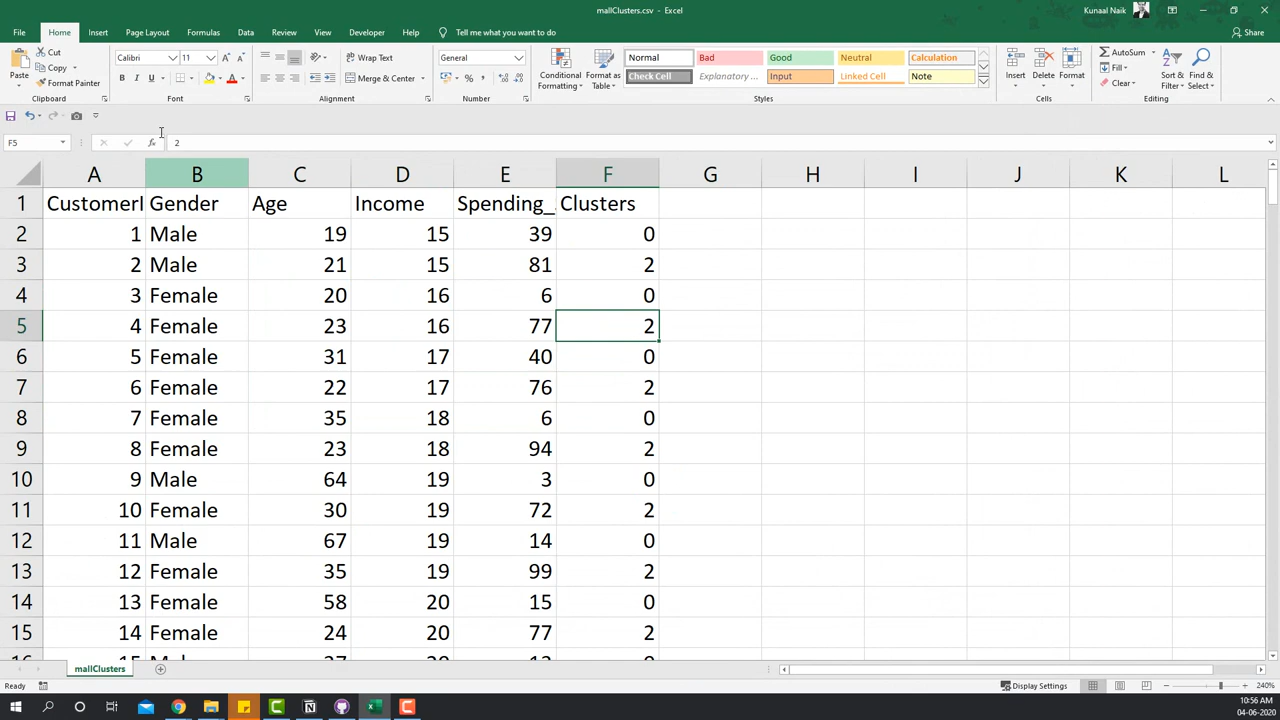 mallClusters.csv - Excel
Kunaal Naik
File Home Insert Page Layout Formulas Data Review View Developer Help Tell me what you want to do Share
Paste
Cut
Copy
Format Painter
Clipboard
Calibri 11
B I U
Font
Wrap Text
Merge & Center
Alignment
General
Number
Conditional Formatting
Format as Table
Normal Bad Good Neutral Calculation
Check Cell Explanatory ... Input Linked Cell Note
Styles
Insert Delete Format
Cells
AutoSum
Fill
Clear
Sort & Filter
Find & Select
Editing
F5 fx 2
A B C D E F G H I J K L
1 CustomerI Gender Age Income Spending_ Clusters
2 1 Male 19 15 39 0
3 2 Male 21 15 81 2
4 3 Female 20 16 6 0
5 4 Female 23 16 77 2
6 5 Female 31 17 40 0
7 6 Female 22 17 76 2
8 7 Female 35 18 6 0
9 8 Female 23 18 94 2
10 9 Male 64 19 3 0
11 10 Female 30 19 72 2
12 11 Male 67 19 14 0
13 12 Female 35 19 99 2
14 13 Female 58 20 15 0
15 14 Female 24 20 77 2
mallClusters
Ready Display Settings 240%
10:56 AM
04-06-2020